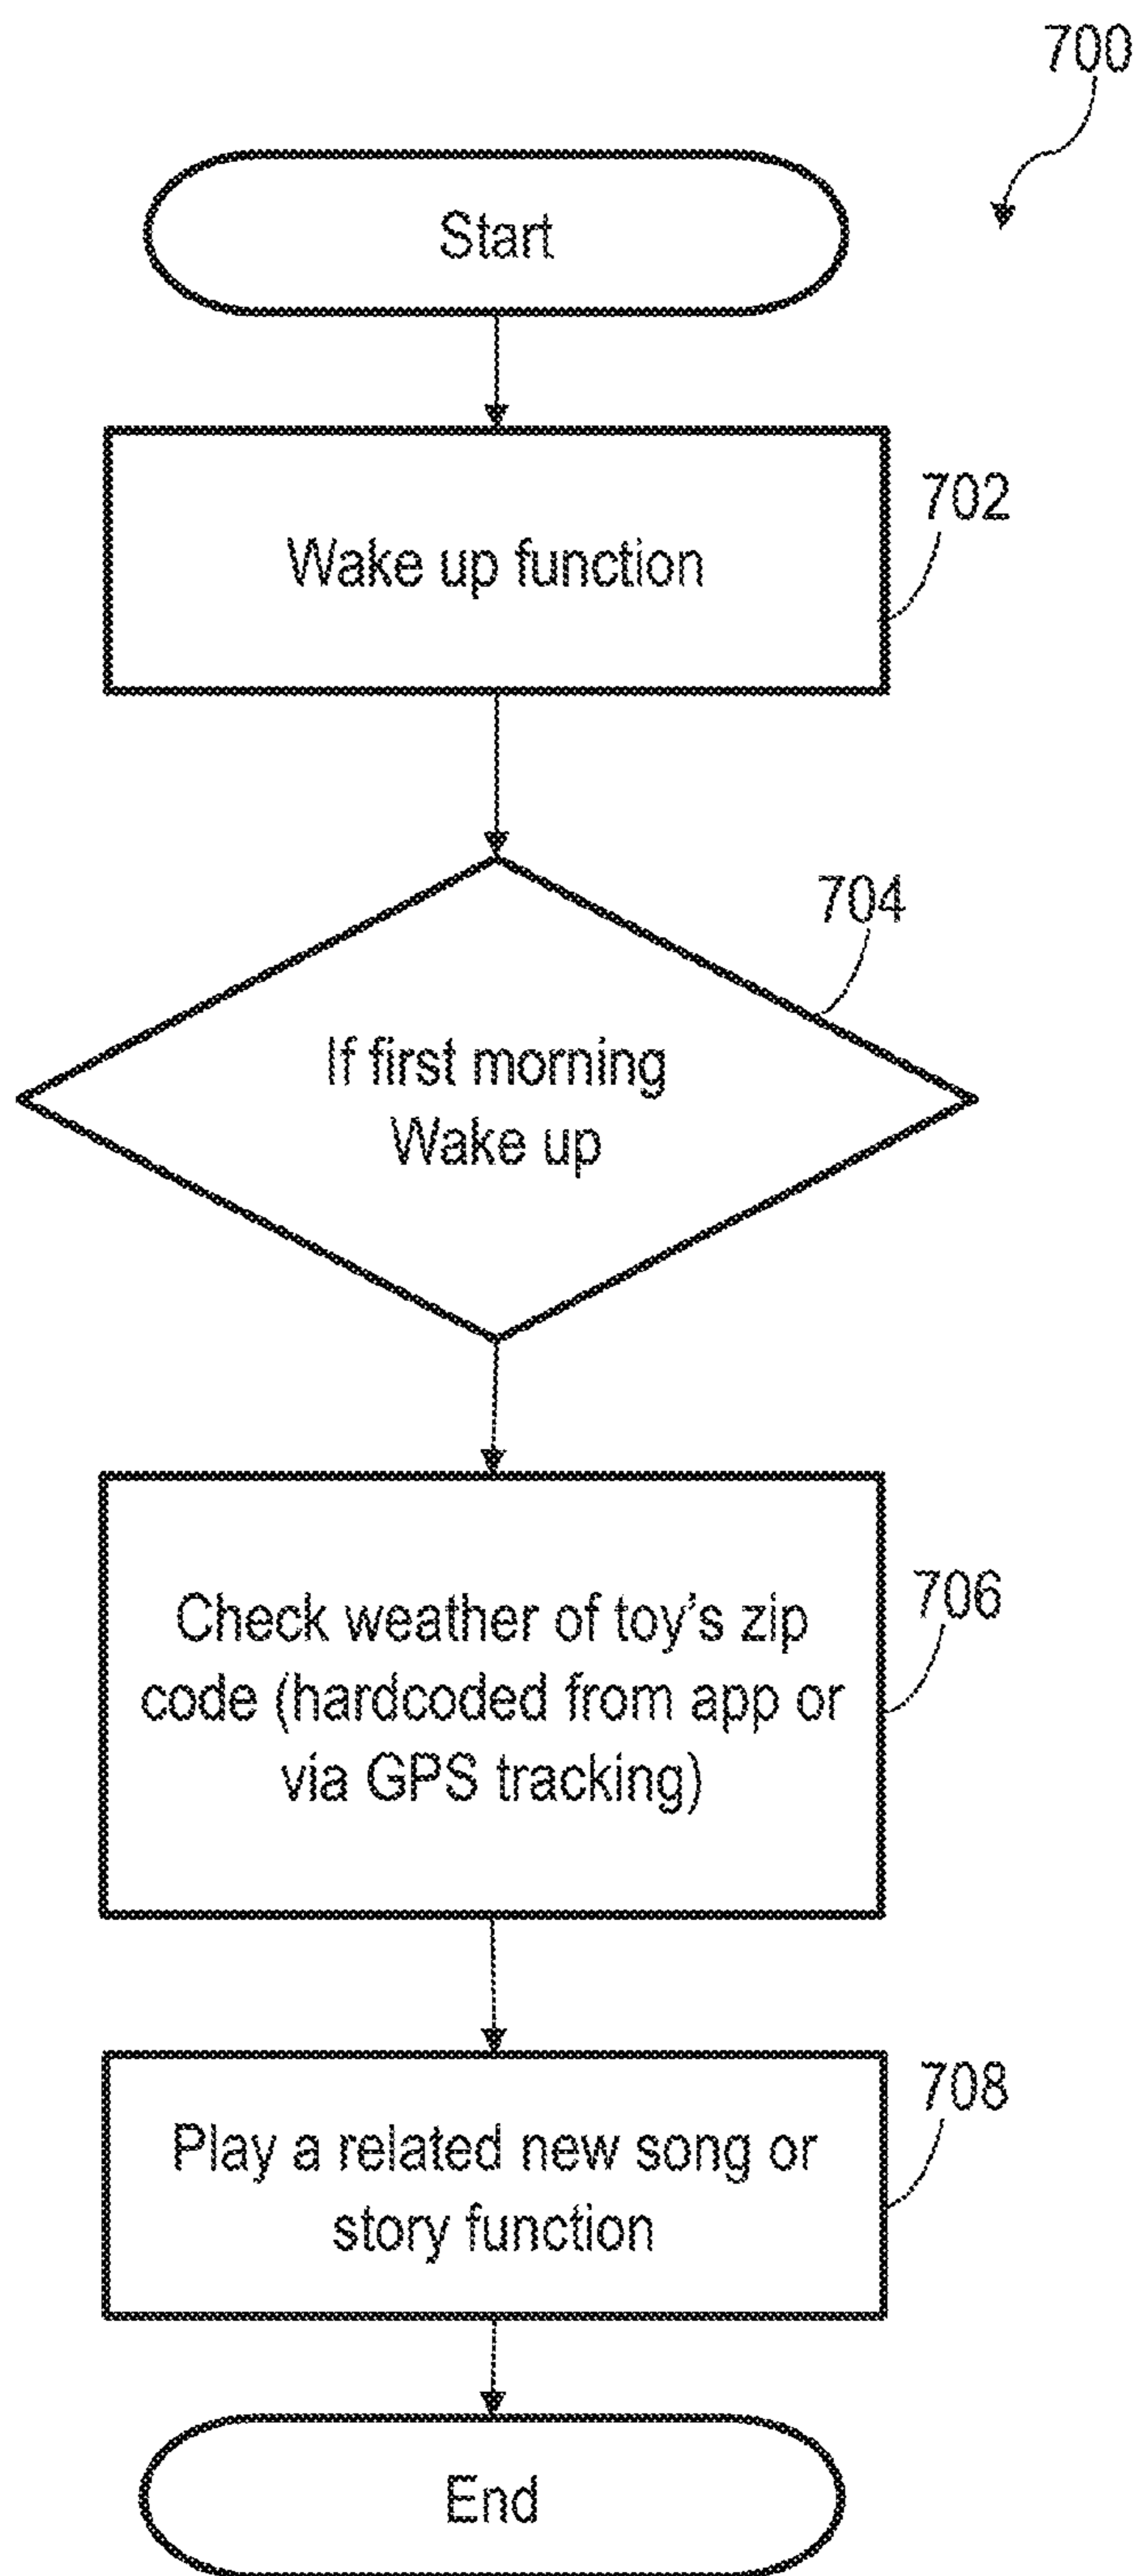 700
Start
702
Wake up function
704
If first morning
Wake up
706
Check weather of toy's zip
code (hardcoded from app or
via GPS tracking)
708
Play a related new song or
story function
End